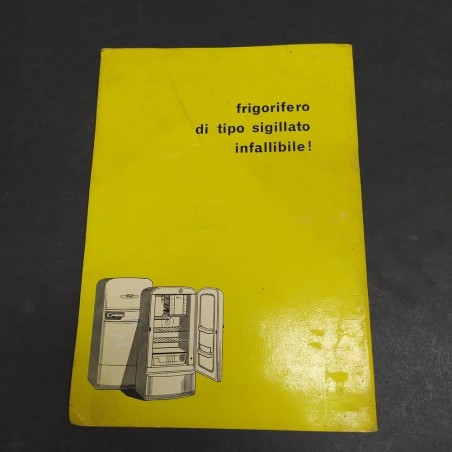 frigorifero
di tipo sigillato
infallibile!